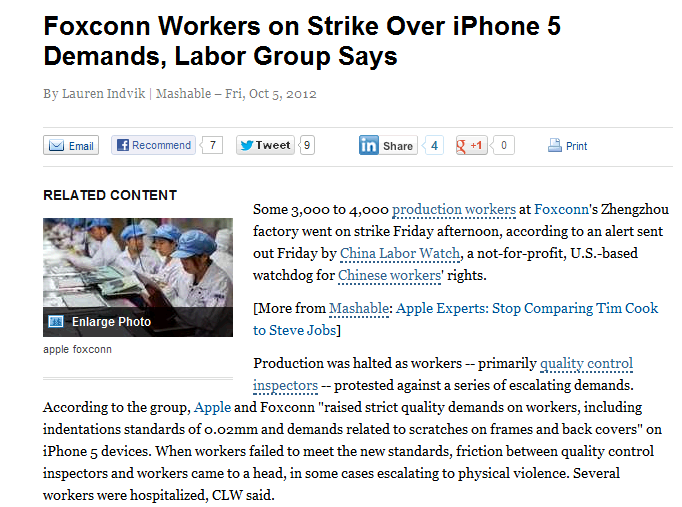 Foxconn Workers on Strike Over iPhone 5
Demands, Labor Group Says
By Lauren Indvik | Mashable – Fri, Oct 5, 2012
Email Recommend 7 Tweet 9 Share 4 +1 0 Print
RELATED CONTENT
Enlarge Photo
apple foxconn
Some 3,000 to 4,000 production workers at Foxconn's Zhengzhou
factory went on strike Friday afternoon, according to an alert sent
out Friday by China Labor Watch, a not-for-profit, U.S.-based
watchdog for Chinese workers' rights.
[More from Mashable: Apple Experts: Stop Comparing Tim Cook
to Steve Jobs]
Production was halted as workers -- primarily quality control
inspectors -- protested against a series of escalating demands.
According to the group, Apple and Foxconn "raised strict quality demands on workers, including
indentations standards of 0.02mm and demands related to scratches on frames and back covers" on
iPhone 5 devices. When workers failed to meet the new standards, friction between quality control
inspectors and workers came to a head, in some cases escalating to physical violence. Several
workers were hospitalized, CLW said.